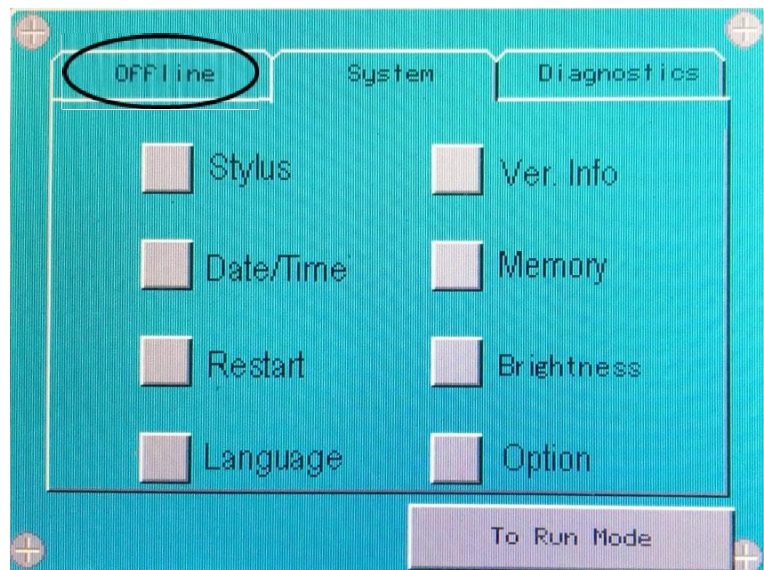 Offline System Diagnostics
Stylus Ver. Info
Date/Time Memory
Restart Brightness
Language Option
To Run Mode